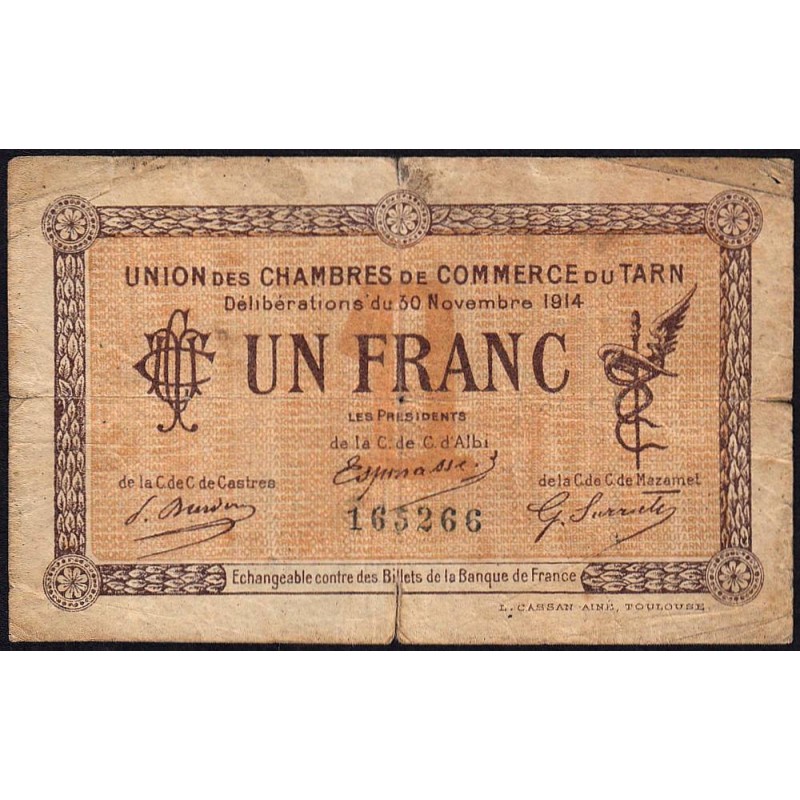 UNION DES CHAMBRES DE COMMERCE DU TARN
Délibérations du 30 Novembre 1914
UN FRANC
LES PRESIDENTS
de la C. de C. d'Albi
de la C. de C. de Castres
de la C. de C. de Mazamet
165266
Echangeable contre des Billets de la Banque de France
L. CASSAN AINÉ, TOULOUSE